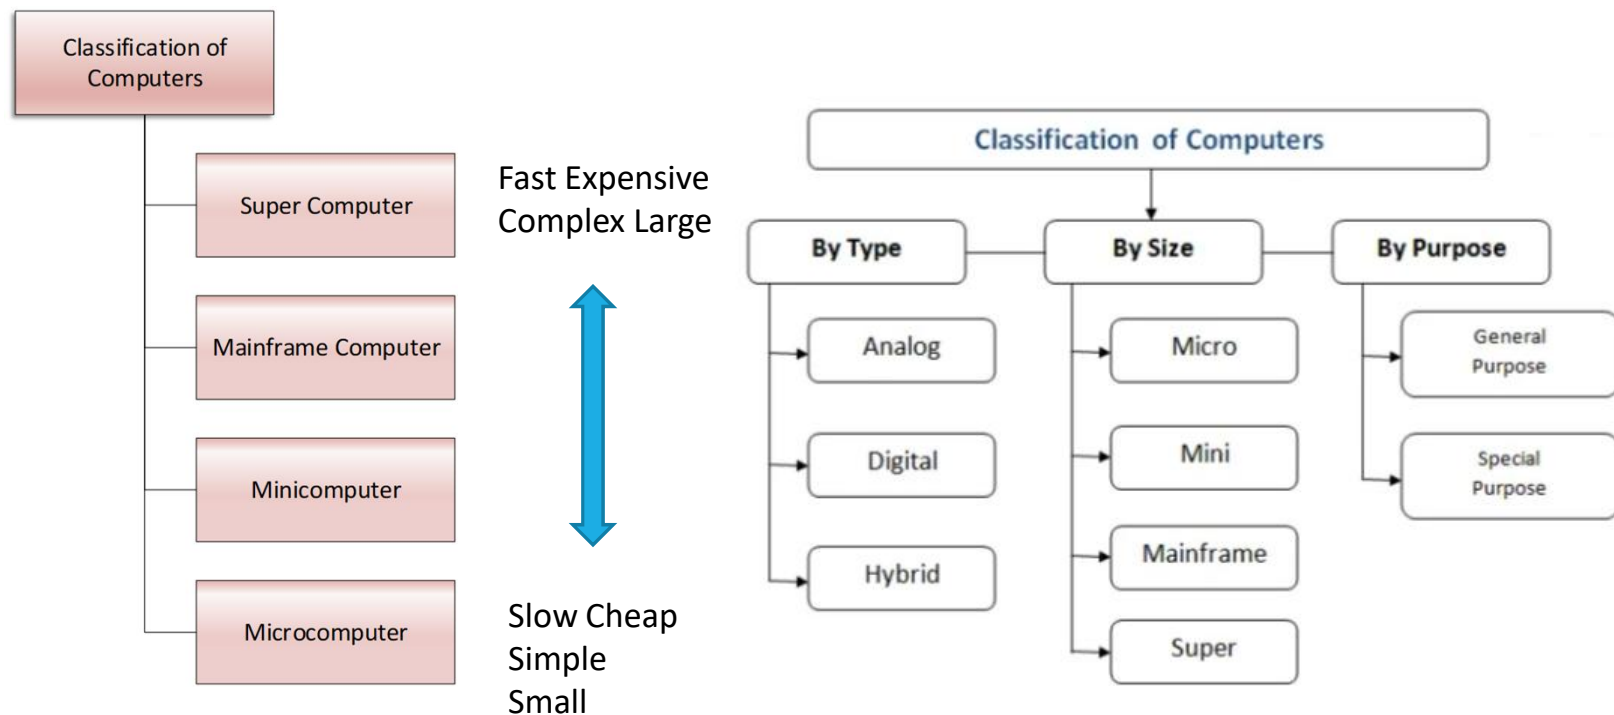 Classification of
Computers
Super Computer
Mainframe Computer
Minicomputer
Microcomputer
Fast Expensive
Complex Large
Slow Cheap
Simple
Small
Classification of Computers
By Type
By Size
By Purpose
Analog
Digital
Hybrid
Micro
Mini
Mainframe
Super
General
Purpose
Special
Purpose